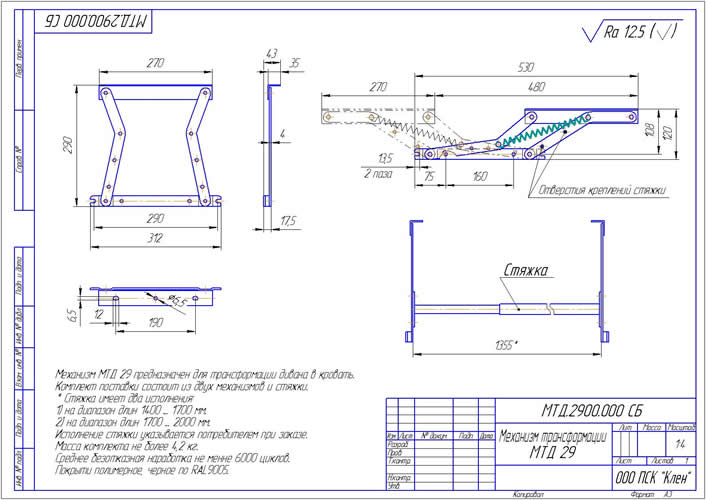 МТД.2900.000 СБ
Ra 12.5 (√)
Перв. примен.
Справ. №
Подп. и дата
Инв. № дубл.
Взам. инв. №
Подп. и дата
Инв. № подл.
270
290
290
312
43
35
4
17,5
530
270
480
108
120
13,5
2 паза
75
160
Отверстия креплений стяжки
6,5
12
190
ø6,5
Стяжка
1355*
Механизм МТД 29 предназначен для трансформации дивана в кровать.
Комплект поставки состоит из двух механизмов и стяжки.
* Стяжка имеет два исполнения:
1) на диапазон длин 1400 ... 1700 мм.
2) на диапазон длин 1700 ... 2000 мм.
Исполнение стяжки указывается потребителем при заказе.
Масса комплекта не более 4,2 кг.
Среднее безотказная наработка не менее 6000 циклов.
Покрыти полимерное, черное по RAL9005.
МТД.2900.000 СБ
Изм. Лист № докум. Подп. Дата
Разраб.
Пров.
Т.контр.
Н.контр.
Утв.
Механизм трансформации
МТД 29
Лит. Масса Масштаб
1:4
Лист Листов 1
ООО ПСК "Клен"
Копировал Формат А3